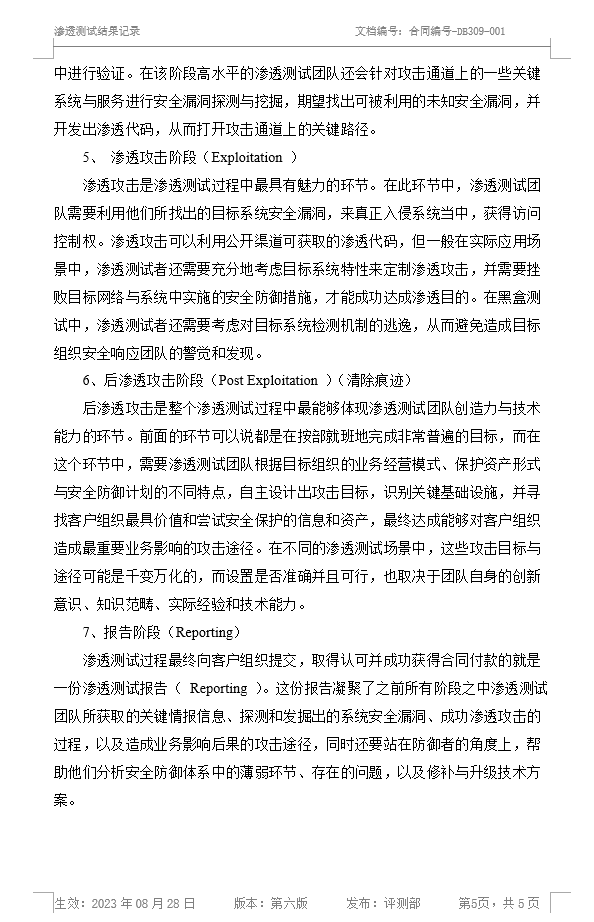 渗透测试结果记录 文档编号：合同编号-DB309-001
中进行验证。在该阶段高水平的渗透测试团队还会针对攻击通道上的一些关键
系统与服务进行安全漏洞探测与挖掘，期望找出可被利用的未知安全漏洞，并
开发出渗透代码，从而打开攻击通道上的关键路径。
5、 渗透攻击阶段（Exploitation ）
渗透攻击是渗透测试过程中最具有魅力的环节。在此环节中，渗透测试团
队需要利用他们所找出的目标系统安全漏洞，来真正入侵系统当中，获得访问
控制权。渗透攻击可以利用公开渠道可获取的渗透代码，但一般在实际应用场
景中，渗透测试者还需要充分地考虑目标系统特性来定制渗透攻击，并需要挫
败目标网络与系统中实施的安全防御措施，才能成功达成渗透目的。在黑盒测
试中，渗透测试者还需要考虑对目标系统检测机制的逃逸，从而避免造成目标
组织安全响应团队的警觉和发现。
6、后渗透攻击阶段（Post Exploitation ）（清除痕迹）
后渗透攻击是整个渗透测试过程中最能够体现渗透测试团队创造力与技术
能力的环节。前面的环节可以说都是在按部就班地完成非常普遍的目标，而在
这个环节中，需要渗透测试团队根据目标组织的业务经营模式、保护资产形式
与安全防御计划的不同特点，自主设计出攻击目标，识别关键基础设施，并寻
找客户组织最具价值和尝试安全保护的信息和资产，最终达成能够对客户组织
造成最重要业务影响的攻击途径。在不同的渗透测试场景中，这些攻击目标与
途径可能是千变万化的，而设置是否准确并且可行，也取决于团队自身的创新
意识、知识范畴、实际经验和技术能力。
7、报告阶段（Reporting）
渗透测试过程最终向客户组织提交，取得认可并成功获得合同付款的就是
一份渗透测试报告（ Reporting ）。这份报告凝聚了之前所有阶段之中渗透测试
团队所获取的关键情报信息、探测和发掘出的系统安全漏洞、成功渗透攻击的
过程，以及造成业务影响后果的攻击途径，同时还要站在防御者的角度上，帮
助他们分析安全防御体系中的薄弱环节、存在的问题，以及修补与升级技术方
案。
生效：2023 年 08 月 28 日 版本：第六版 发布：评测部 第5页，共 5 页